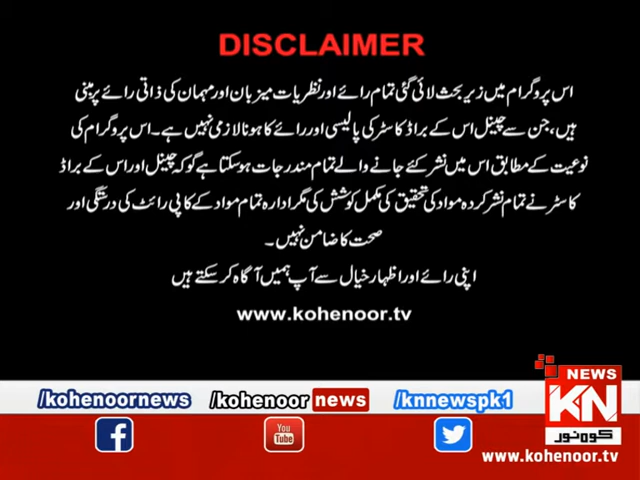 DISCLAIMER
اس پروگرام میں زیر بحث لائی گئی تمام رائے اور نظریات میزبان اور مہمان کی ذاتی رائے پر مبنی
ہیں، جن سے چینل اس کے براڈ کاسٹر کی پالیسی اور رائے کا ہونا لازمی نہیں ہے۔ اس پروگرام کی
نوعیت کے مطابق اس میں نشر کئے جانے والے تمام مندرجات ہوسکتا ہے گوکہ چینل اور اس کے براڈ
کاسٹر نے تمام نشر کردہ مواد کی تحقیق کی مکمل کوشش کی مگر ادارہ تمام مواد کے کاپی رائٹ کی درستگی اور
صحت کا ضامن نہیں۔
اپنی رائے اور اظہار خیال سے آپ ہمیں آگاہ کر سکتے ہیں
www.kohenoor.tv
/kohenoornews /kohenoor news /knnewspk1
NEWS
KN
کوہ نور
You
Tube
www.kohenoor.tv